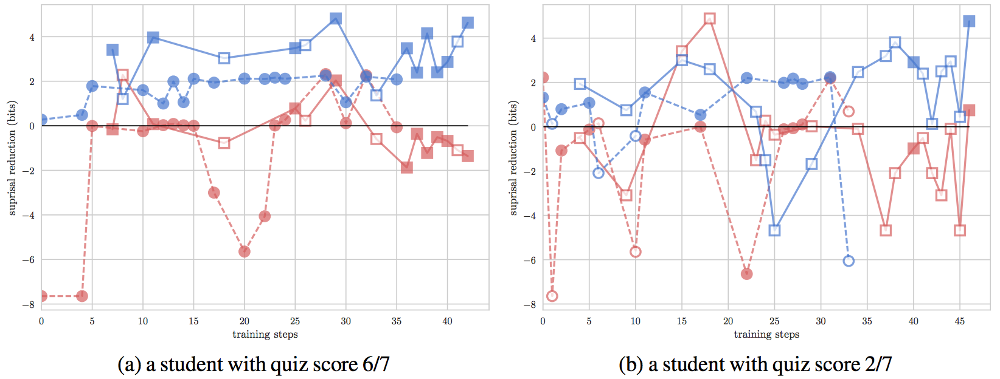 4
2
0
−2
−4
−6
−8
suprisal reduction (bits)
0 5 10 15 20 25 30 35 40
training steps
(a) a student with quiz score 6/7
4
2
0
−2
−4
−6
−8
suprisal reduction (bits)
0 5 10 15 20 25 30 35 40 45
training steps
(b) a student with quiz score 2/7